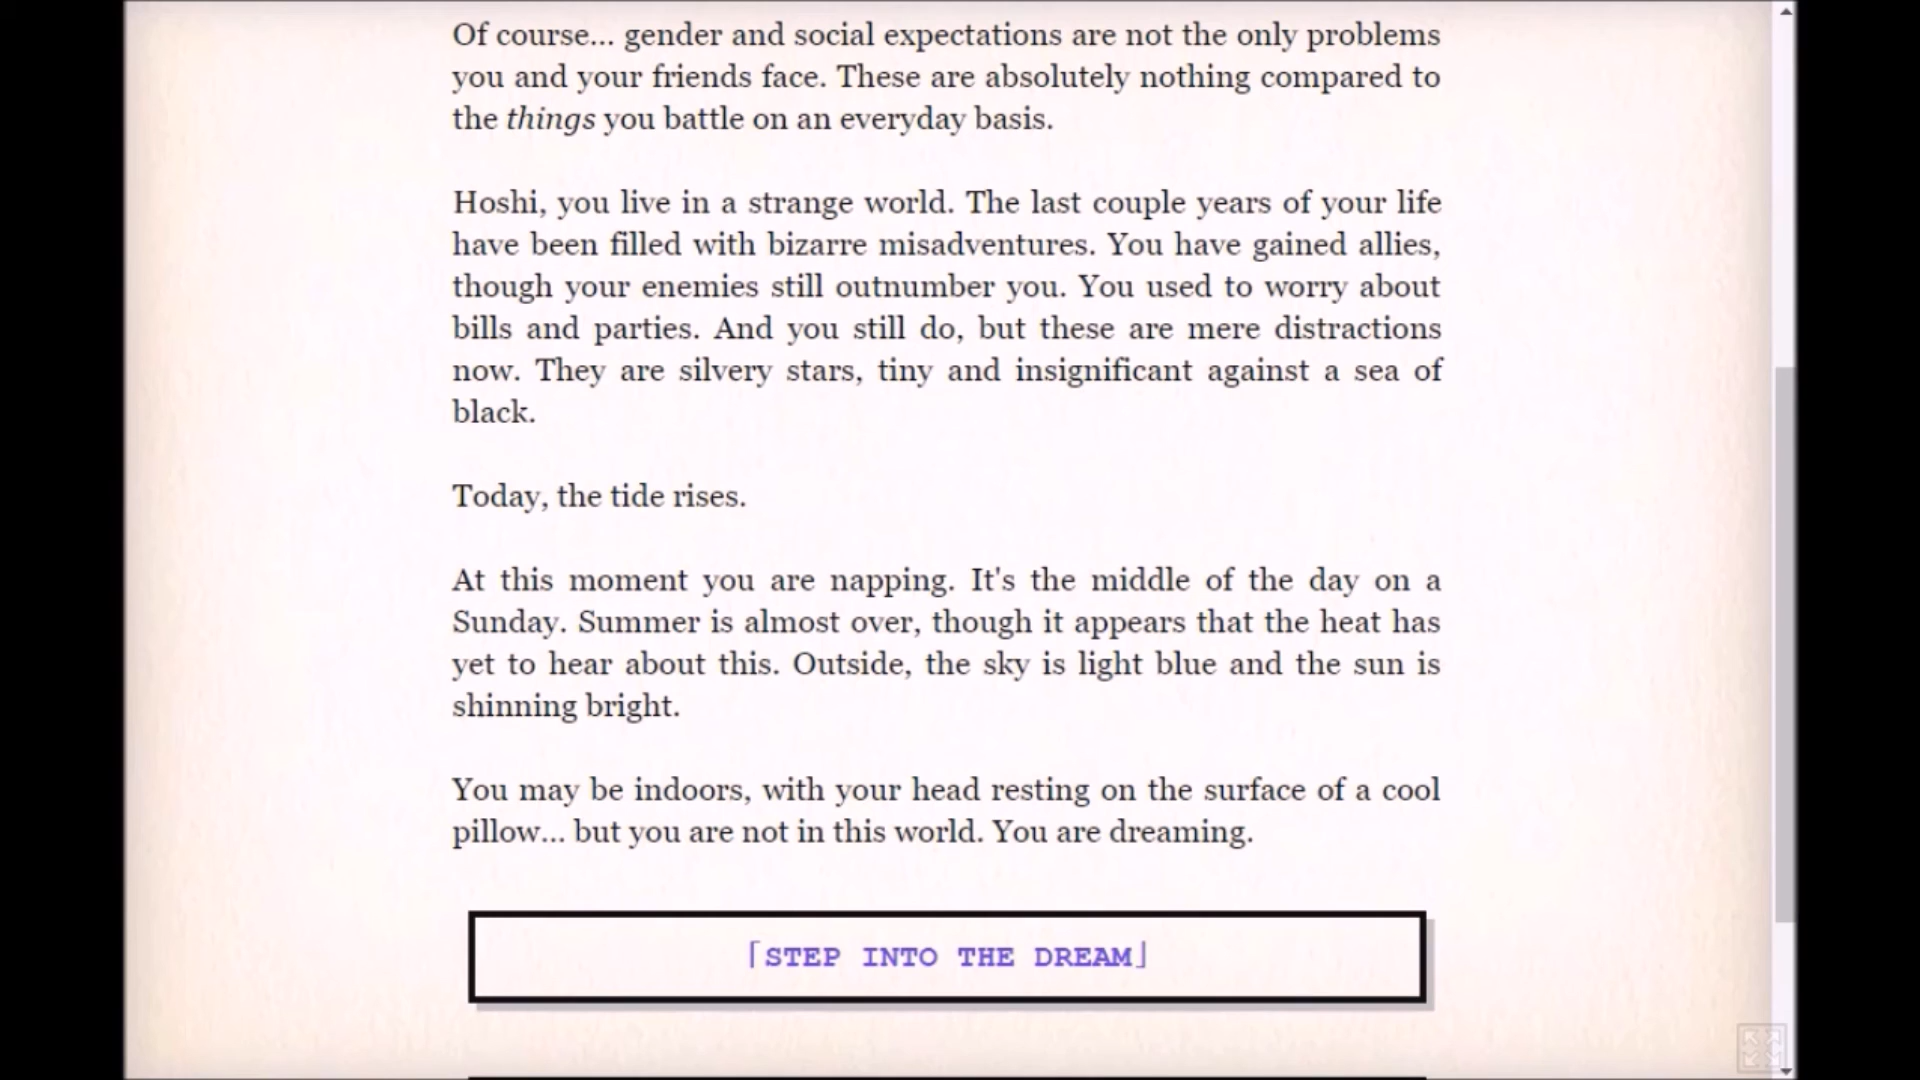 Of course... gender and social expectations are not the only problems
you and your friends face. These are absolutely nothing compared to
the things you battle on an everyday basis.
Hoshi, you live in a strange world. The last couple years of your life
have been filled with bizarre misadventures. You have gained allies,
though your enemies still outnumber you. You used to worry about
bills and parties. And you still do, but these are mere distractions
now. They are silvery stars, tiny and insignificant against a sea of
black.
Today, the tide rises.
At this moment you are napping. It's the middle of the day on a
Sunday. Summer is almost over, though it appears that the heat has
yet to hear about this. Outside, the sky is light blue and the sun is
shinning bright.
You may be indoors, with your head resting on the surface of a cool
pillow... but you are not in this world. You are dreaming.
⌈STEP INTO THE DREAM⌋